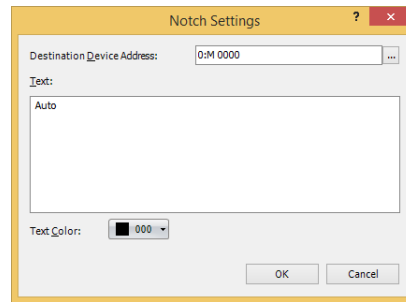 Notch Settings ?
Destination Device Address: 0:M 0000 ...
Text:
Auto
Text Color: 000
OK Cancel